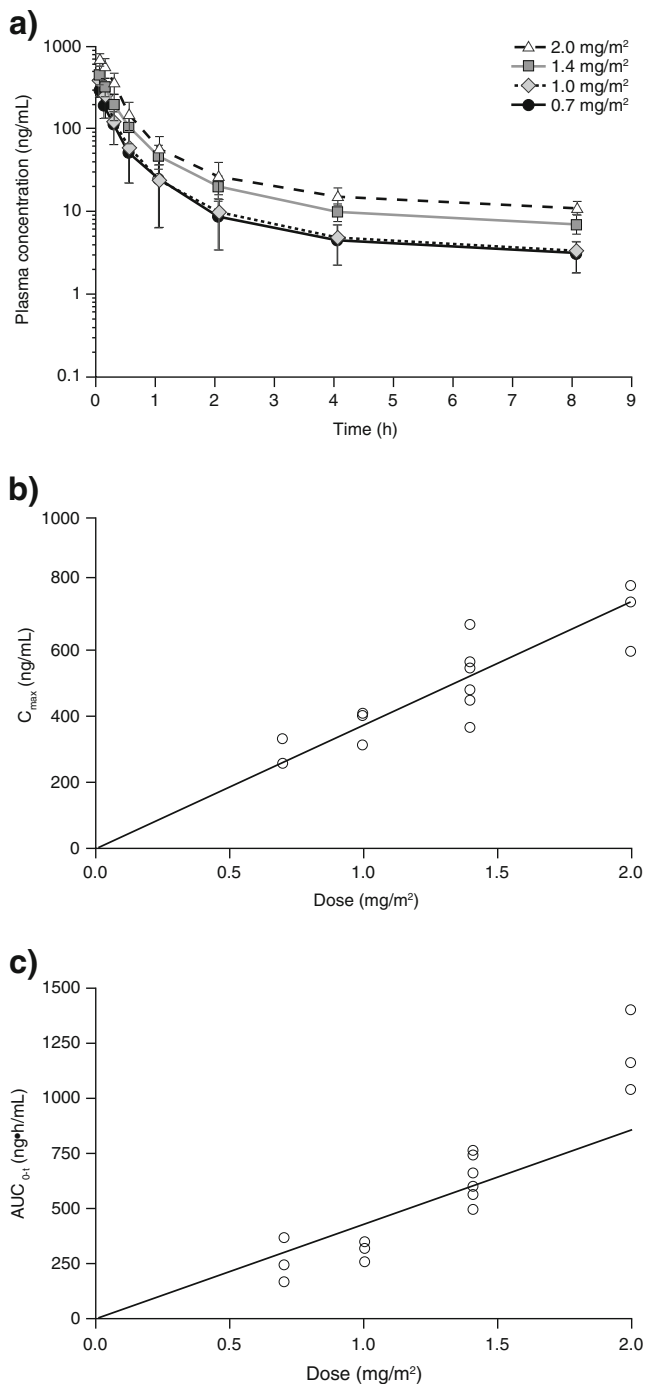 a)
1000
100
10
1
0.1
Plasma concentration (ng/mL)
2.0 mg/m²
1.4 mg/m²
1.0 mg/m²
0.7 mg/m²
0 1 2 3 4 5 6 7 8 9
Time (h)
b)
1000
800
600
400
200
0
C max (ng/mL)
0.0 0.5 1.0 1.5 2.0
Dose (mg/m²)
c)
1500
1250
1000
750
500
250
0
AUC 0-t (ng•h/mL)
0.0 0.5 1.0 1.5 2.0
Dose (mg/m²)